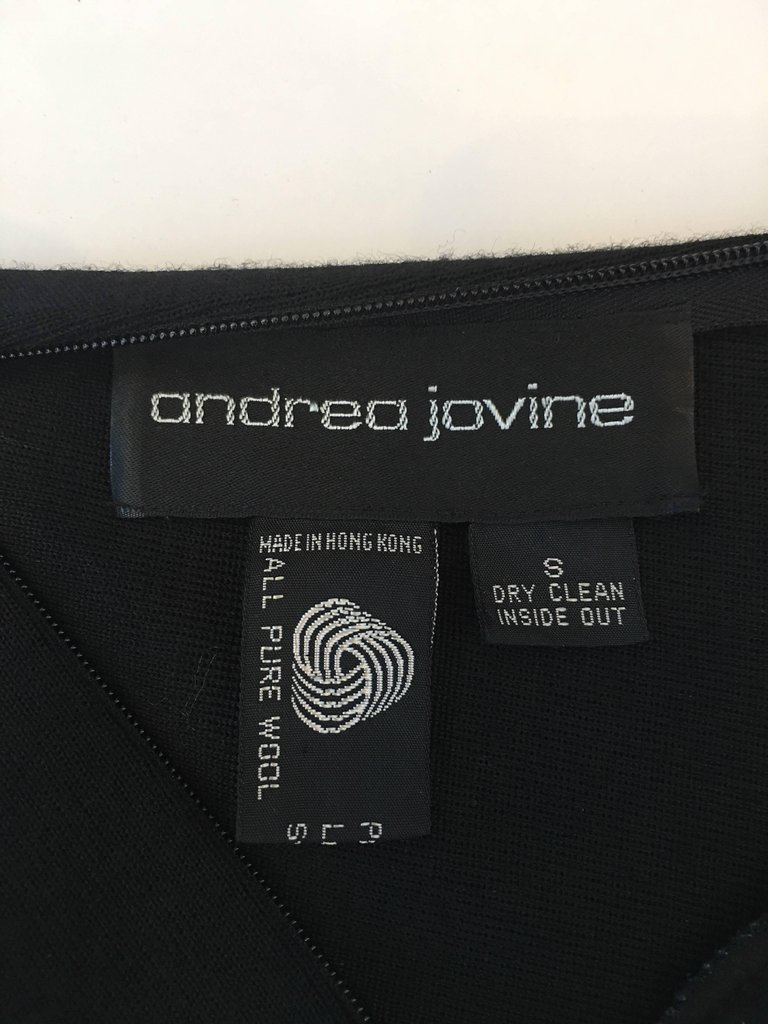 andrea jovine
MADE IN HONG KONG
ALL PURE WOOL
S
DRY CLEAN
INSIDE OUT